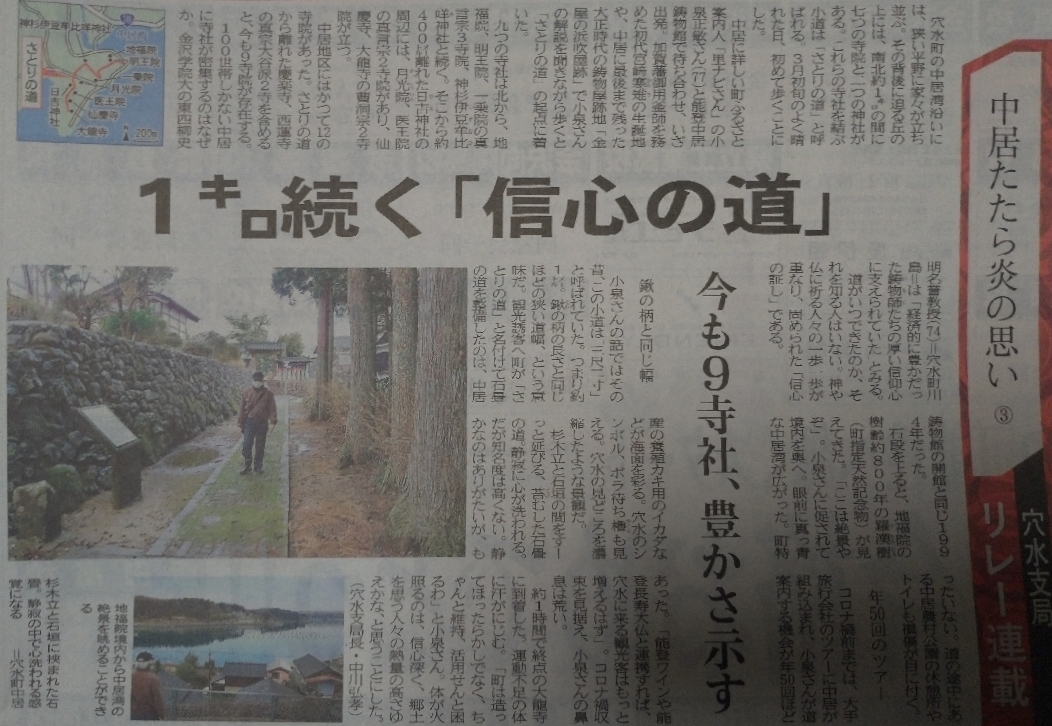 中居たたら炎の思い ③
穴水支局
リレー連載
1㌔続く「信心の道」
今も9寺社、豊かさ示す
穴水町の中居湾沿いに
は、狭い平野に家々が立ち
並ぶ。その背後に迫る丘の
上には、南北約1㌔の間に
七つの寺院と二つの神社が
ある。これらの寺社を結ぶ
小道は「さとりの道」と呼
ばれる。3月初旬のよく晴
れた日、初めて歩くことに
した。
中居に詳しい町ふるさと
案内人「里子さん」の小
泉正敏さん(77)と能登中居
鋳物館で待ち合わせ、いざ
出発。加賀藩御用釜師を務
めた初代宮崎寒雉の生誕地
や、中居に最後まで残った
大正時代の鋳物屋跡地「金
屋の浜吹屋跡」で小泉さん
の解説を聞きながら歩くと
「さとりの道」の起点に着
いた。
九つの寺社は北から、地
福院、明王院、一乗院の真
言宗3寺院、神杉伊豆牟比
咩神社と続く。そこから約
400㍍離れた日吉神社の
周辺には、月光院、医王院
の真言宗2寺院があり、仙
慶寺、大龍寺の曹洞宗2寺
院が立つ。
中居地区にはかつて12の
寺院があった。さとりの道
から離れた慶楽寺、西蓮寺
の真宗大谷派2寺を含める
と、今も9寺院が存在する。
100世帯しかない中居
に寺社が密集するのはなぜ
か。金沢学院大の東四柳史
明名誉教授(74)=穴水町川
島=は「経済的に豊かだっ
た鋳物師たちの厚い信仰心
に支えられていた」とみる。
道がいつできたのか、そ
れを知る人はいない。神や
仏に祈る人々の一歩一歩が
重なり、固められた「信心
の証し」である。
鍬の柄と同じ幅
小泉さんの話ではその
昔、この小道は「三尺一寸」
と呼ばれていた。つまり約
1㍍。鍬の柄の長さと同じ
ほどの狭い道幅、という意
味だ。観光誘客へ町が「さ
とりの道」と名付けて石畳
の道を整備したのは、中居
鋳物館の開館と同じ199
4年だった。
石段を上ると、地福院の
樹齢約800年の羅漢樹
(町指定天然記念物)が見
えてきた。「ここは絶景や
ぞ」。小泉さんに促されて
境内を奥へ。眼前に真っ青
な中居湾が広がった。町特
産の養殖カキ用のイカダな
どが海面を彩る。穴水のシ
ンボル、ボラ待ち櫓も見
える。穴水の見どころを凝
縮したような景観だ。
杉木立と石垣の間をすー
っと延びる、苔むした石畳
の道。静寂に心が洗われる。
だが知名度は高くない。静
かなのはありがたいが、も
ったいない。道の途中にあ
る中居農村公園の休憩所や
トイレも損傷が目に付く。
年50回のツアー
コロナ禍前までは、大手
旅行会社のツアーに中居が
組み込まれ、小泉さんが道
案内する機会が年50回ほど
あった。「能登ワインや能
登長寿大仏と連携すれば、
穴水に来る観光客はもっと
増えるはず」。コロナ禍収
束を見据え、小泉さんの鼻
息は荒い。
約1時間で終点の大龍寺
に到着した。運動不足の体
に汗がにじむ。「町は造っ
てほったらかしでなく、ち
ゃんと維持、活用せんと困
るわ」と小泉さん。体が火
照るのは、信心深く、郷土
を思う人々の熱量の高さゆ
えかな、と思うことにした。
(穴水支局長・中川弘孝)
杉木立と石垣に挟まれた石
畳。静寂の中で心洗われる感
覚になる =穴水町中居
地福院境内から中居湾の
絶景を眺めることができ
る
さとりの道
神杉伊豆牟比咩神社
地福院
明王院
一乗院
月光院
医王院
仙慶寺
大龍寺
日吉神社
200m